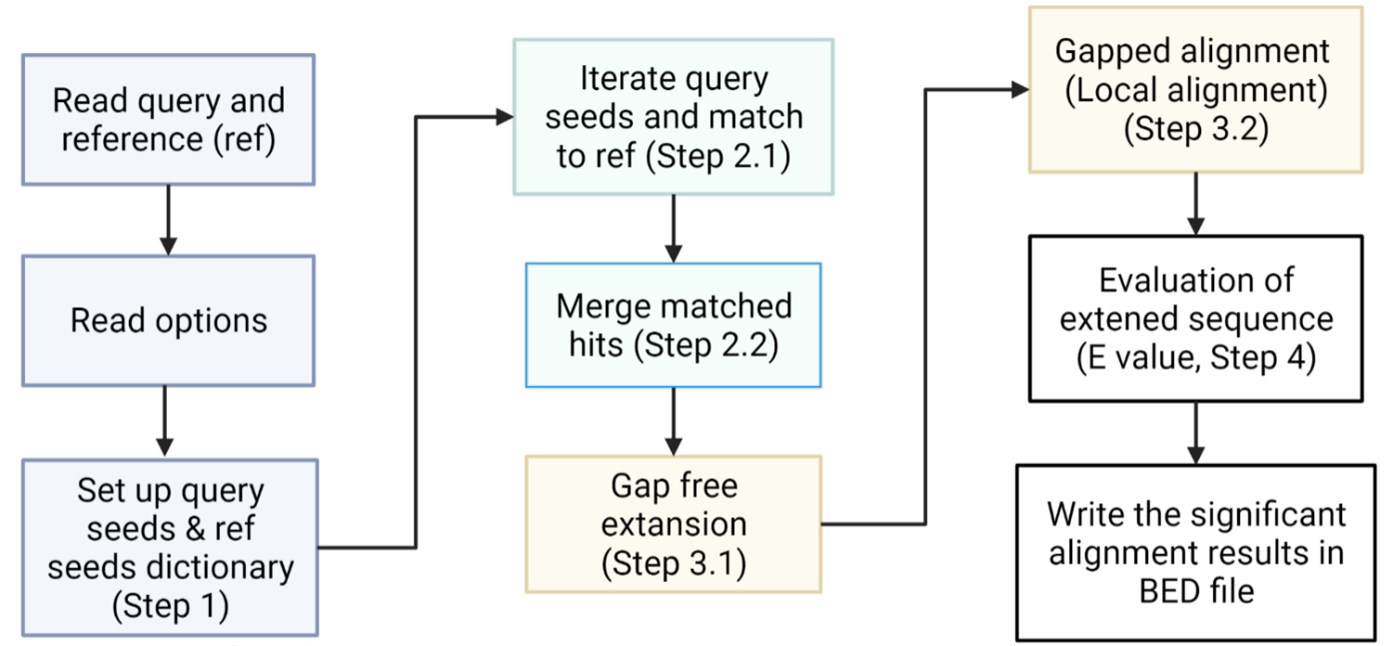 Read query and
reference (ref)
Read options
Set up query
seeds & ref
seeds dictionary
(Step 1)
Iterate query
seeds and match
to ref (Step 2.1)
Merge matched
hits (Step 2.2)
Gap free
extansion
(Step 3.1)
Gapped alignment
(Local alignment)
(Step 3.2)
Evaluation of
extened sequence
(E value, Step 4)
Write the significant
alignment results in
BED file